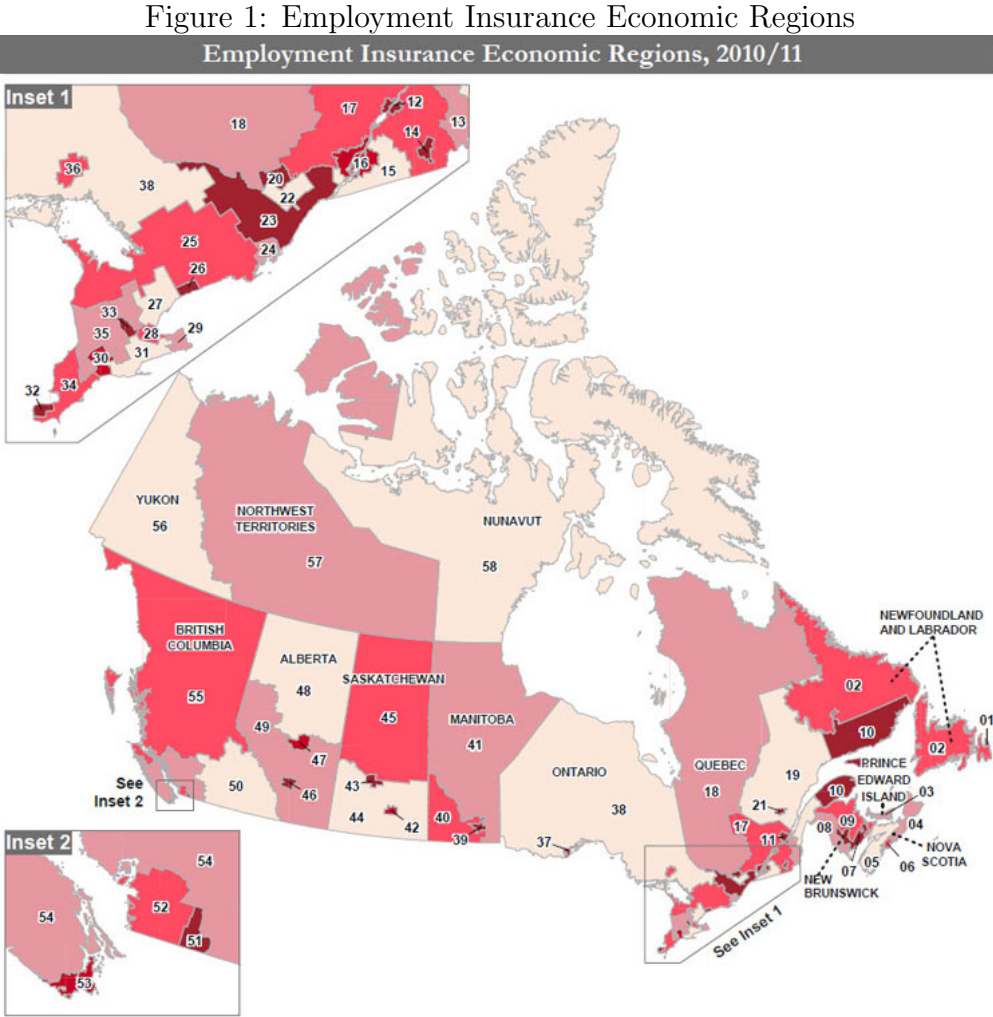 Figure 1: Employment Insurance Economic Regions
Employment Insurance Economic Regions, 2010/11
Inset 1
17
12
18
14
13
16
15
36
38
20
22
23
25
24
26
27
33
29
35
28
31
30
34
32
YUKON
56
NORTHWEST
TERRITORIES
57
NUNAVUT
58
BRITISH
COLUMBIA
55
ALBERTA
48
SASKATCHEWAN
45
MANITOBA
41
NEWFOUNDLAND
AND LABRADOR
02
01
10
02
49
47
46
50
43
44
42
40
39
ONTARIO
38
37
QUEBEC
18
19
21
17
11
PRINCE
EDWARD
ISLAND
10
03
09
08
04
NOVA
SCOTIA
05
06
07
NEW
BRUNSWICK
See
Inset 2
See Inset 1
Inset 2
54
54
52
51
53